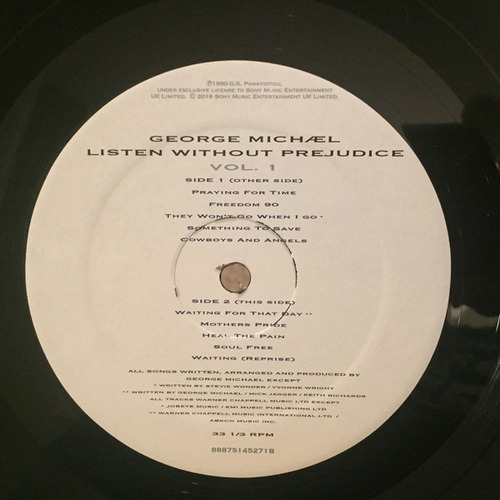 ℗1990 G.K. Panayiotou,
under exclusive license to Sony Music Entertainment
UK Limited. © 2016 Sony Music Entertainment UK Limited.
GEORGE MICHÆL
LISTEN WITHOUT PREJUDICE
VOL. 1
SIDE 1 (OTHER SIDE)
Praying For Time
Freedom 90
They Won't Go When I Go *
Something To Save
Cowboys And Angels
SIDE 2 (THIS SIDE)
Waiting For That Day **
Mothers Pride
Heal The Pain
Soul Free
Waiting (Reprise)
ALL SONGS WRITTEN, ARRANGED AND PRODUCED BY
GEORGE MICHAEL EXCEPT
* WRITTEN BY STEVIE WONDER / YVONNE WRIGHT
** WRITTEN BY GEORGE MICHAEL / MICK JAGGER / KEITH RICHARDS
ALL TRACKS WARNER CHAPPELL MUSIC LTD EXCEPT
* JOBETE MUSIC / EMI MUSIC PUBLISHING LTD
** WARNER CHAPPELL MUSIC INTERNATIONAL LTD /
ABKCO MUSIC INC.
33 1/3 RPM
88875145271B